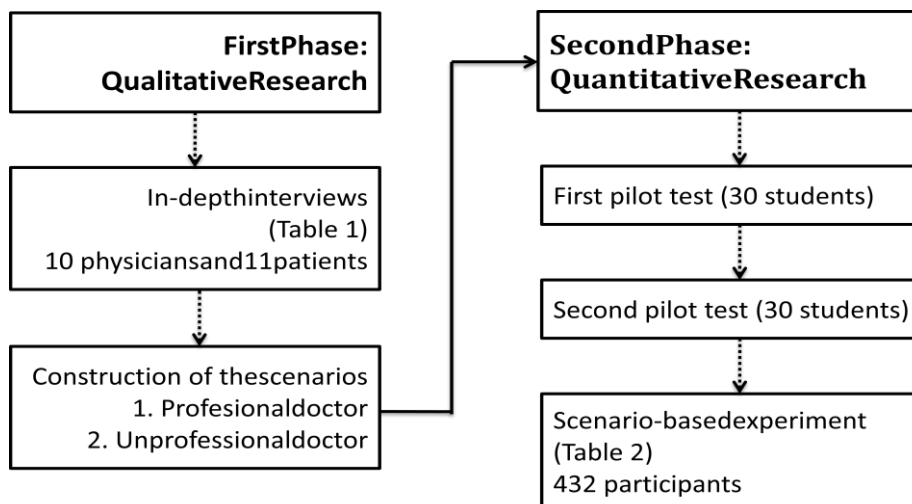 FirstPhase:
QualitativeResearch
In-depthinterviews
(Table 1)
10 physiciansand11patients
Construction of thescenarios
1. Profesionaldoctor
2. Unprofessionaldoctor
SecondPhase:
QuantitativeResearch
First pilot test (30 students)
Second pilot test (30 students)
Scenario-basedexperiment
(Table 2)
432 participants